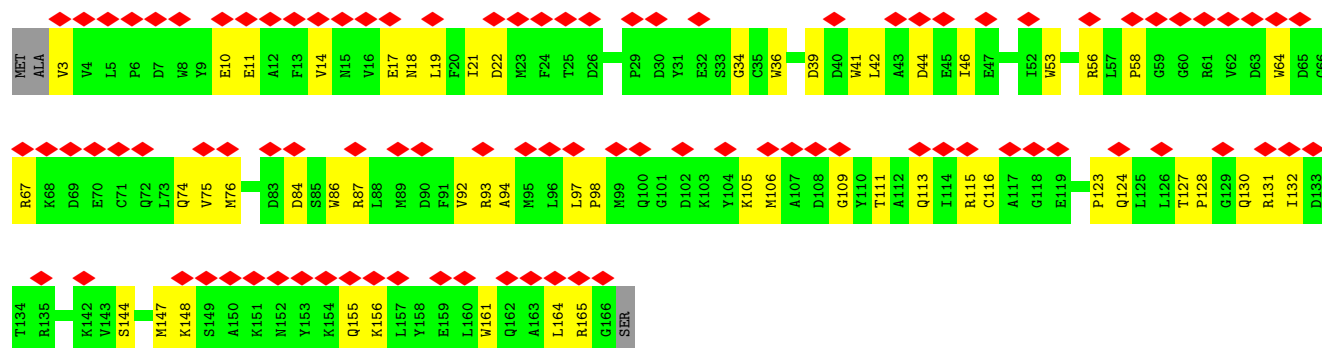 MET ALA V3 V4 L5 P6 D7 W8 Y9 E10 E11 A12 F13 V14 N15 V16 E17 N18 L19 F20 I21 D22 M23 F24 T25 D26 P29 D30 Y31 E32 S33 G34 C35 W36 D39 D40 W41 L42 A43 D44 E45 I46 E47 I52 W53 R56 L57 P58 G59 G60 R61 V62 D63 W64 D65 G66
R67 K68 D69 E70 C71 Q72 L73 Q74 V75 M76 D83 D84 S85 W86 R87 L88 M89 D90 F91 V92 R93 A94 M95 L96 L97 P98 M99 Q100 G101 D102 K103 Y104 K105 M106 A107 D108 G109 Y110 T111 A112 Q113 I114 R115 C116 A117 G118 E119 P123 Q124 L125 L126 T127 P128 G129 Q130 R131 I132 D133
T134 R135 K142 V143 S144 M147 K148 S149 A150 K151 N152 Y153 K154 Q155 K156 L157 Y158 E159 L160 W161 Q162 A163 L164 R165 G166 SER